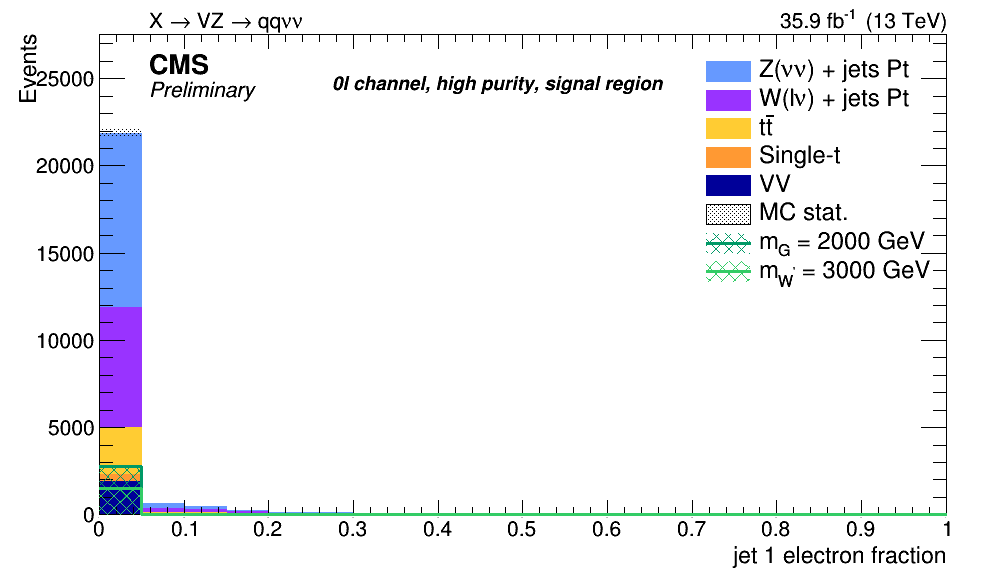 X → VZ → qqνν
35.9 fb⁻¹ (13 TeV)
Events
CMS
Preliminary
0l channel, high purity, signal region
Z(νν) + jets Pt
W(lν) + jets Pt
tt̄
Single-t
VV
MC stat.
m_G = 2000 GeV
m_W' = 3000 GeV
25000
20000
15000
10000
5000
0
0 0.1 0.2 0.3 0.4 0.5 0.6 0.7 0.8 0.9 1
jet 1 electron fraction